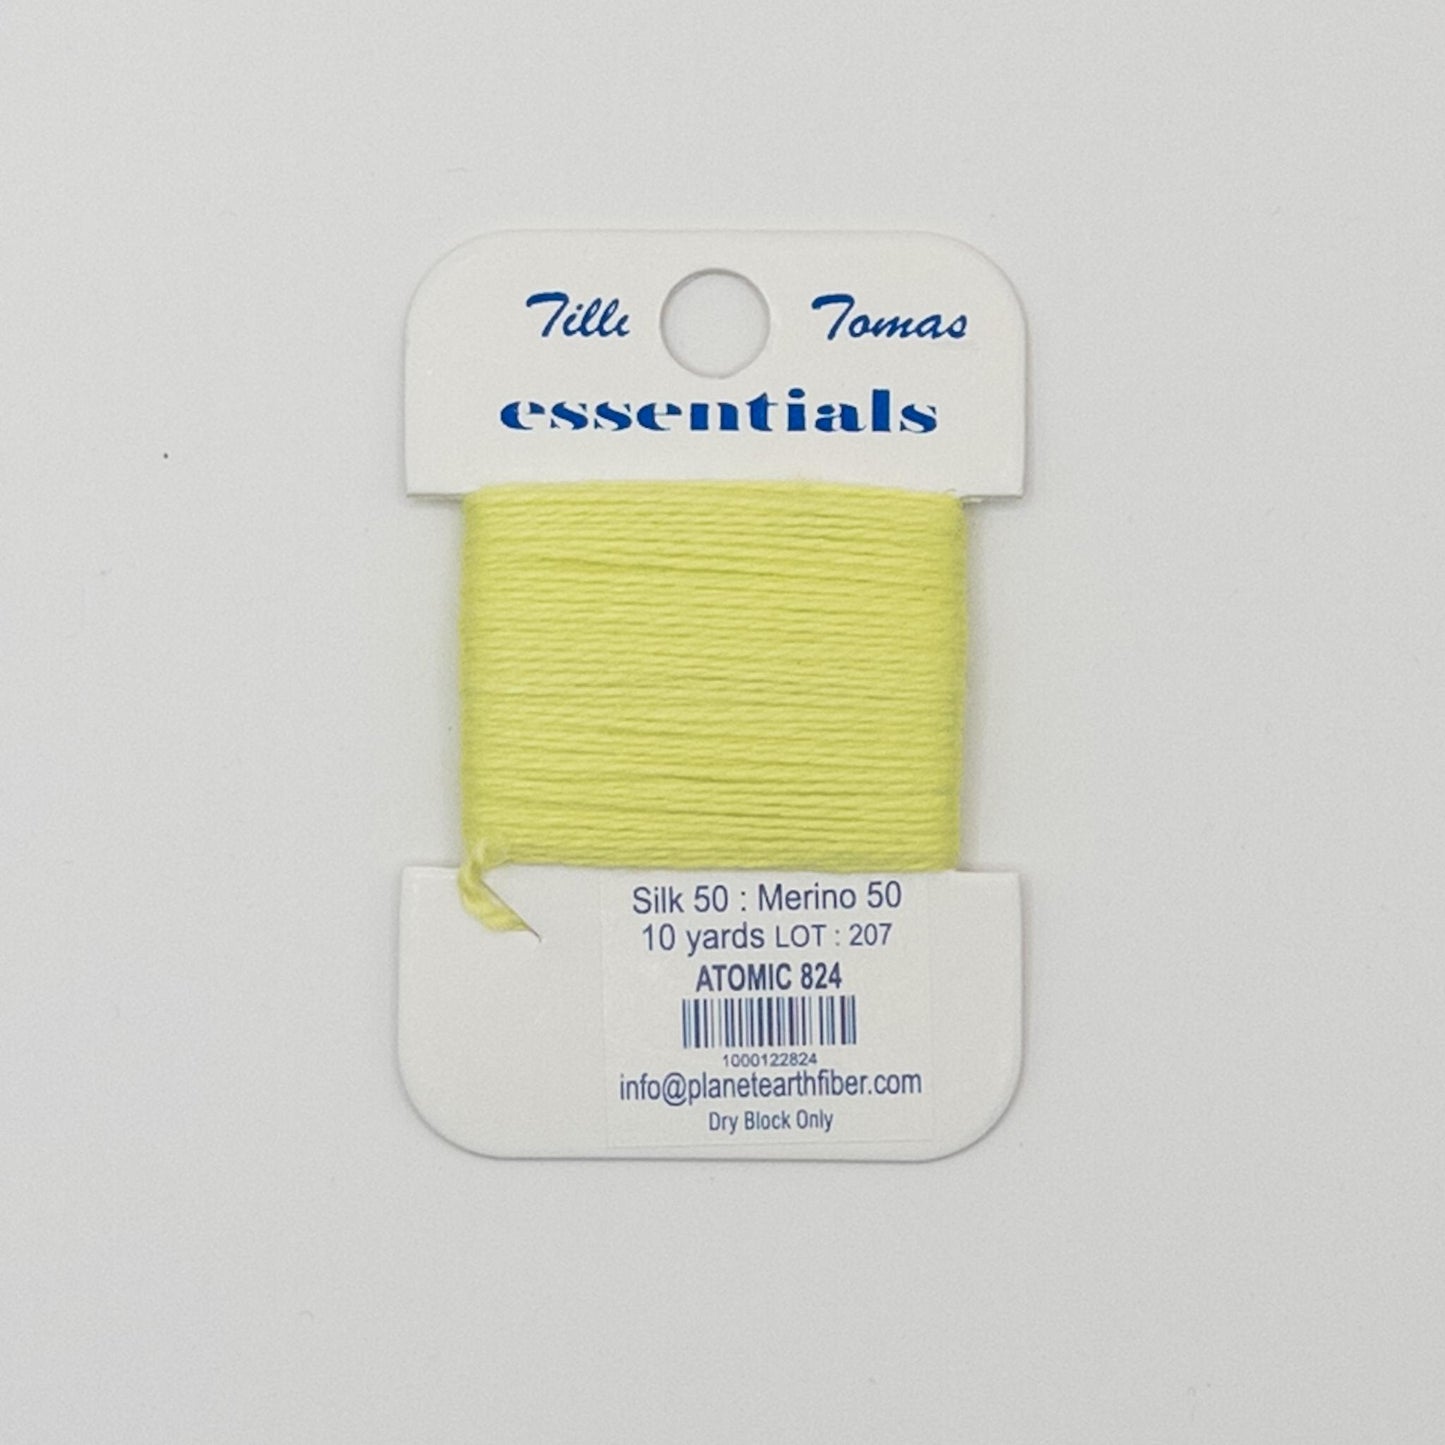 Tilli Tomas
essentials
Silk 50 : Merino 50
10 yards LOT : 207
ATOMIC 824
1000122824
info@planetearthfiber.com
Dry Block Only